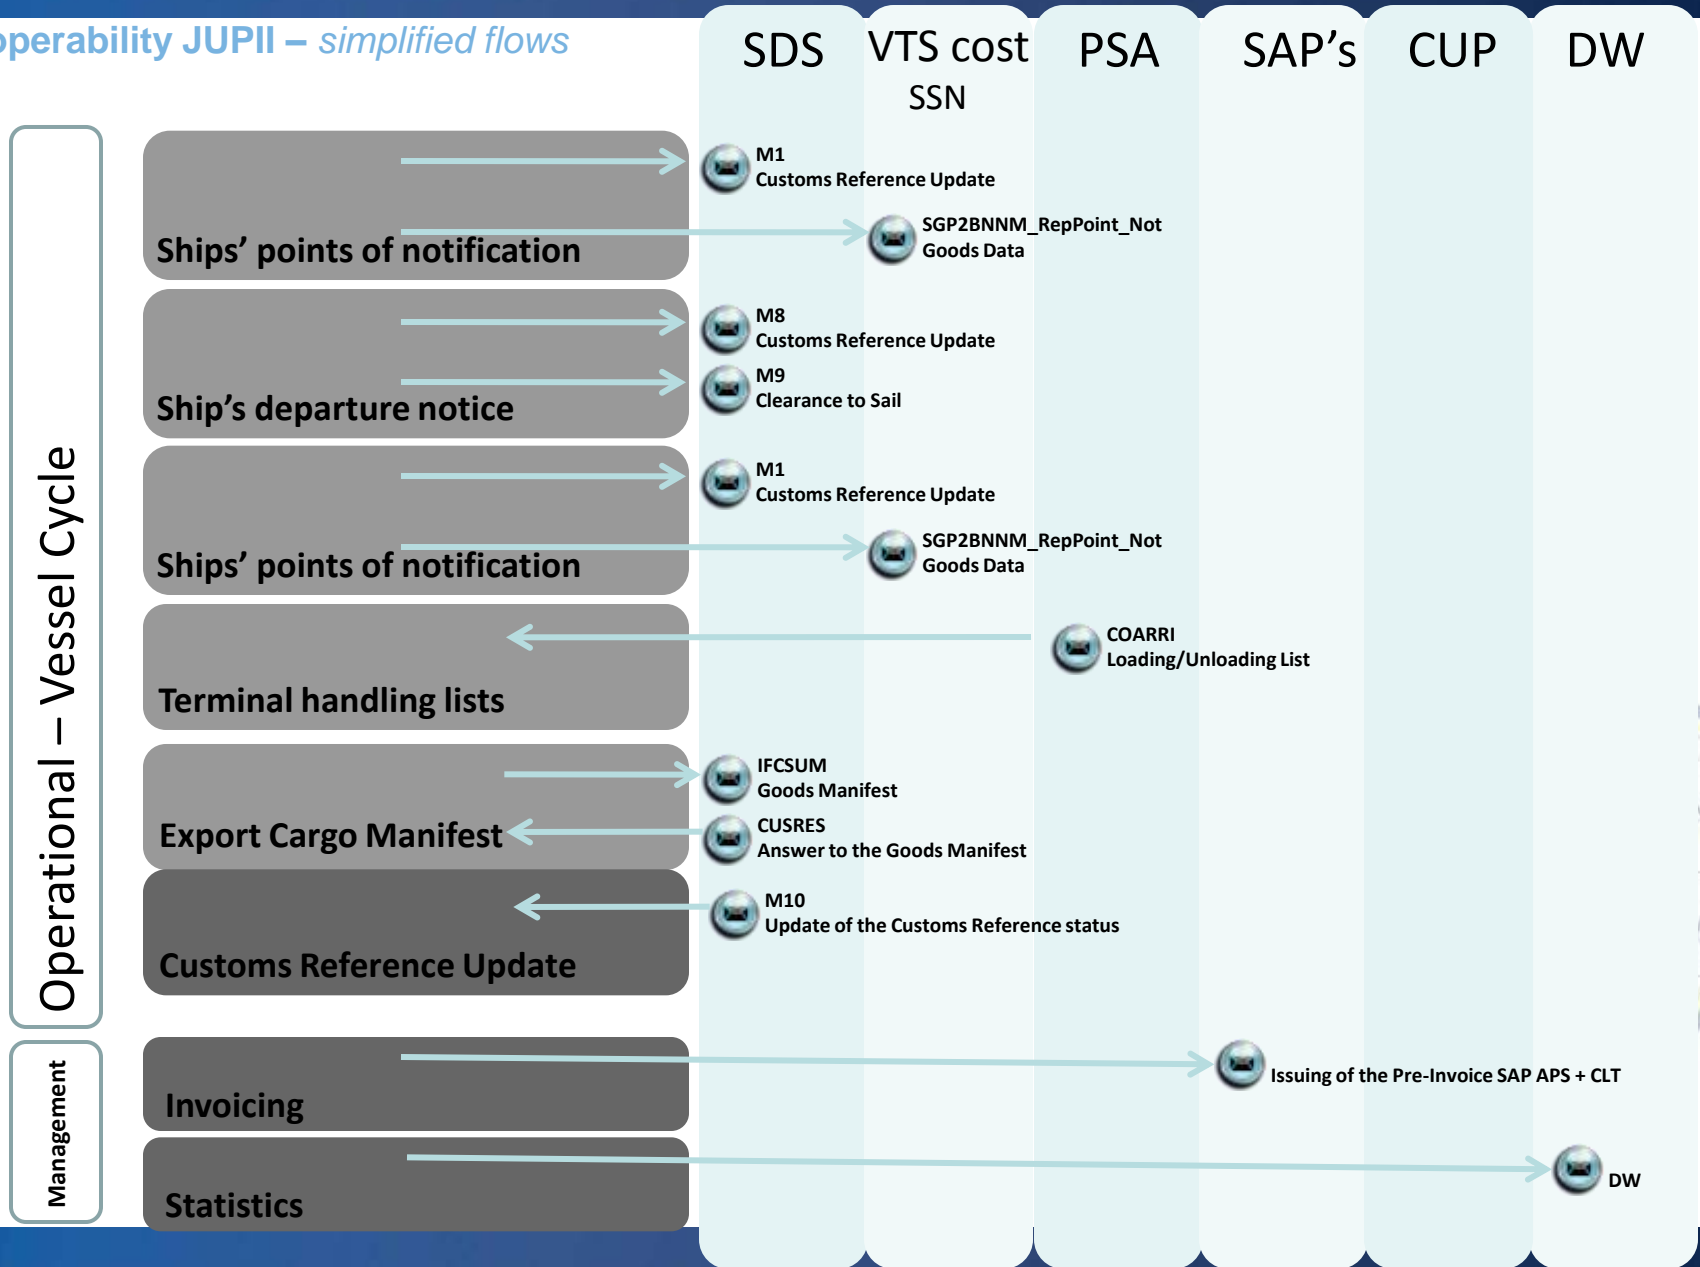 operability JUPII – simplified flows
SDS
VTS cost
SSN
PSA
SAP's
CUP
DW
Operational – Vessel Cycle
Ships' points of notification
M1
Customs Reference Update
SGP2BNNM_RepPoint_Not
Goods Data
Ship's departure notice
M8
Customs Reference Update
M9
Clearance to Sail
Ships' points of notification
M1
Customs Reference Update
SGP2BNNM_RepPoint_Not
Goods Data
Terminal handling lists
COARRI
Loading/Unloading List
Export Cargo Manifest
IFCSUM
Goods Manifest
CUSRES
Answer to the Goods Manifest
Customs Reference Update
M10
Update of the Customs Reference status
Management
Invoicing
Issuing of the Pre-Invoice SAP APS + CLT
Statistics
DW